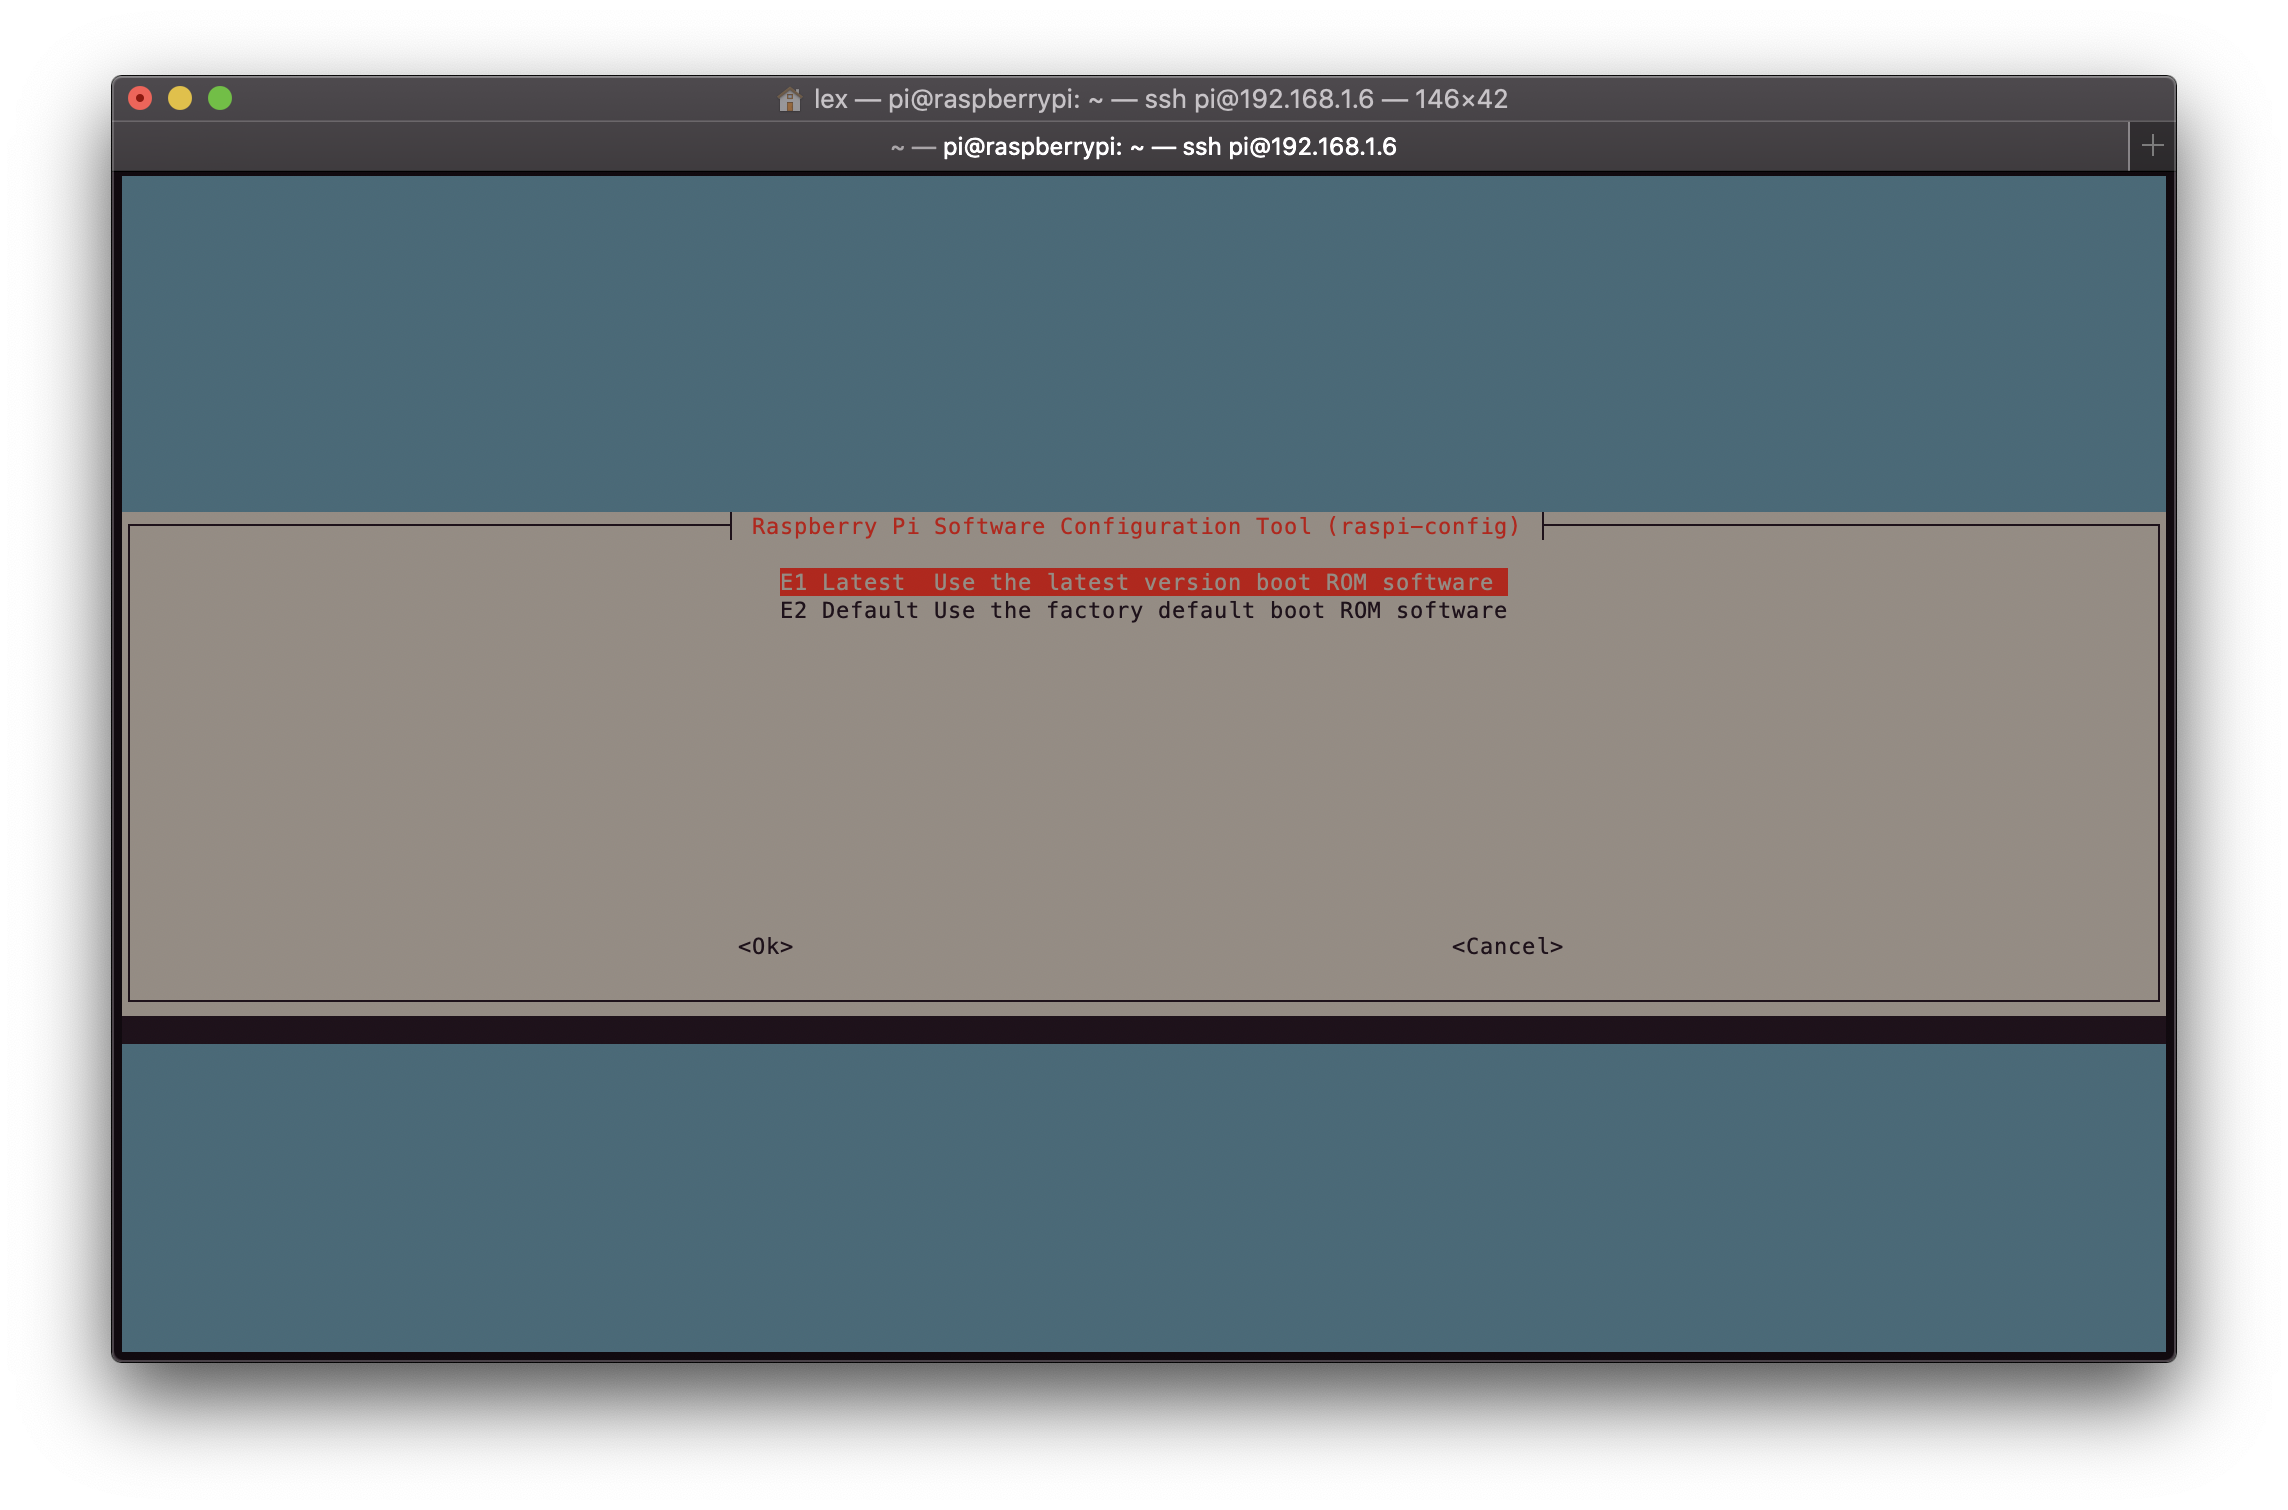 lex — pi@raspberrypi: ~ — ssh pi@192.168.1.6 — 146×42
~ — pi@raspberrypi: ~ — ssh pi@192.168.1.6
Raspberry Pi Software Configuration Tool (raspi-config)
E1 Latest  Use the latest version boot ROM software
E2 Default Use the factory default boot ROM software
<Ok> <Cancel>